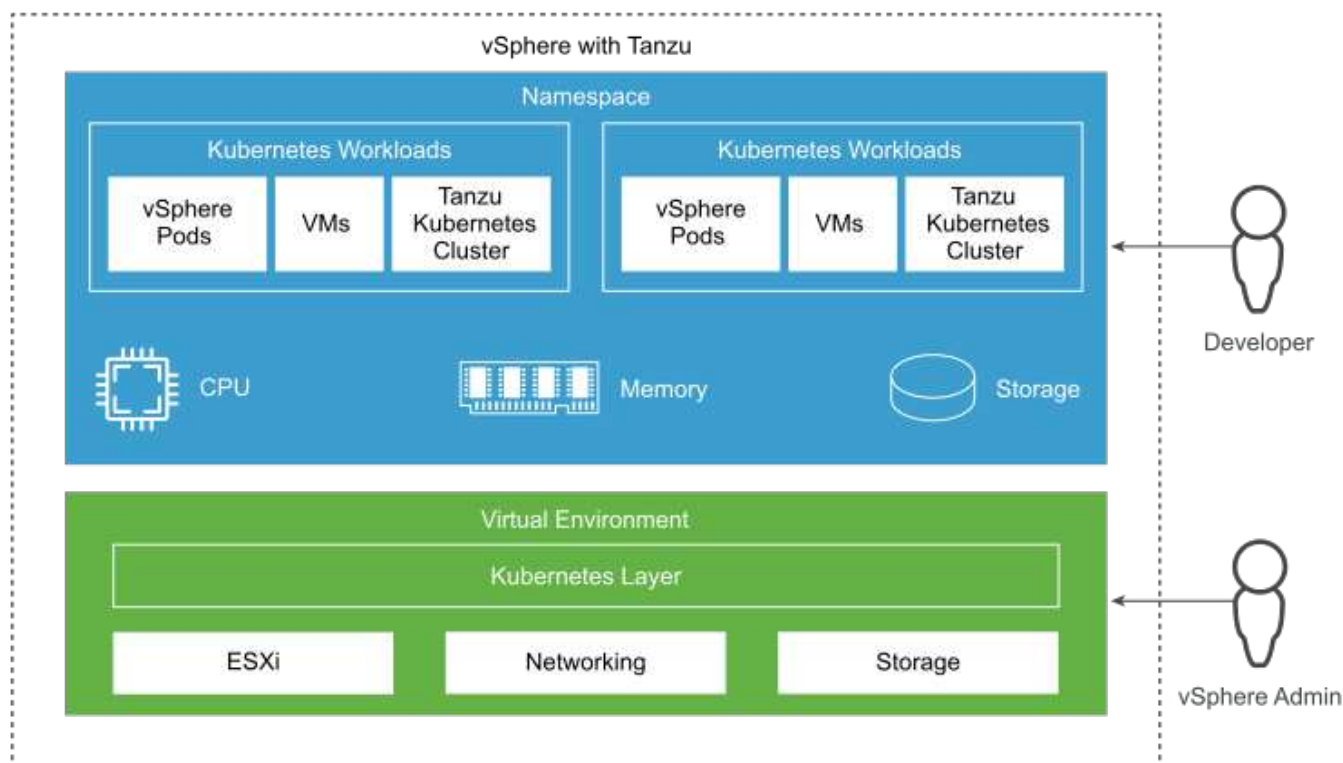 vSphere with Tanzu
Namespace
Kubernetes Workloads
vSphere
Pods
VMs
Tanzu
Kubernetes
Cluster
Kubernetes Workloads
vSphere
Pods
VMs
Tanzu
Kubernetes
Cluster
CPU
Memory
Storage
Developer
Virtual Environment
Kubernetes Layer
ESXi
Networking
Storage
vSphere Admin